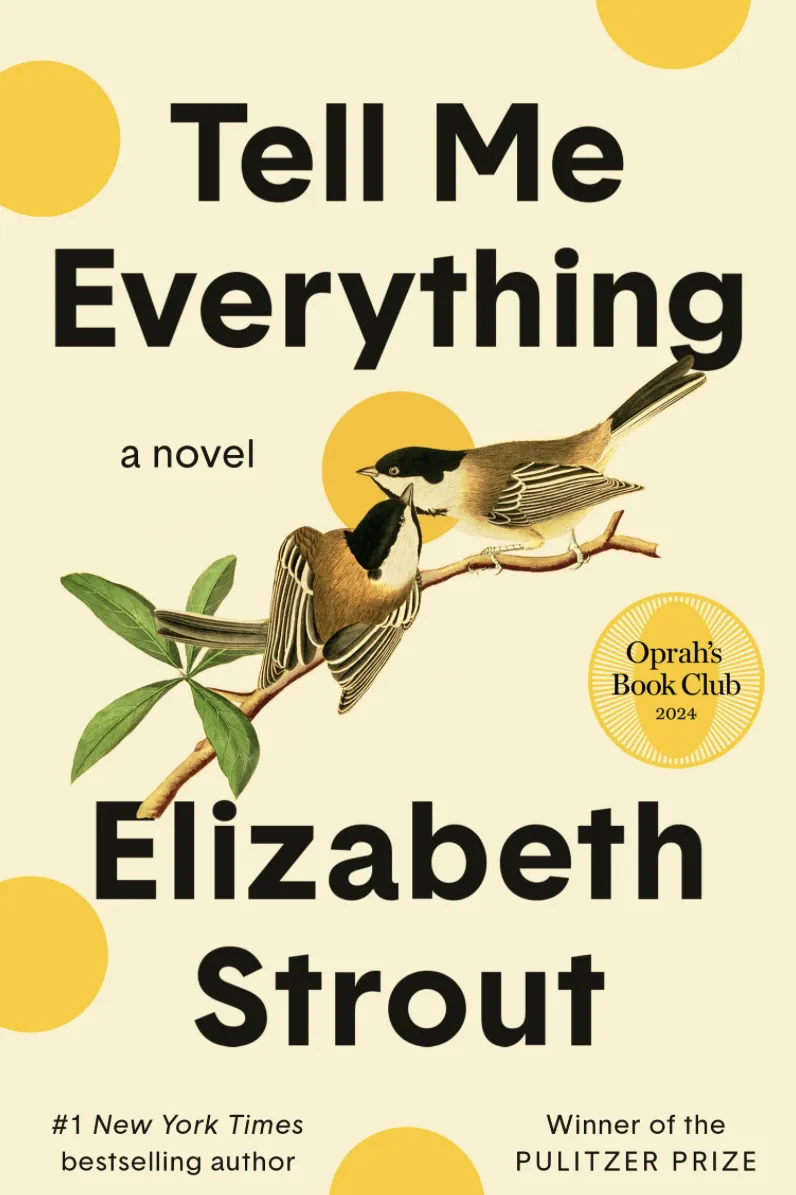 Tell Me
Everything
a novel
Oprah's
Book Club
2024
Elizabeth
Strout
#1 New York Times
bestselling author
Winner of the
PULITZER PRIZE